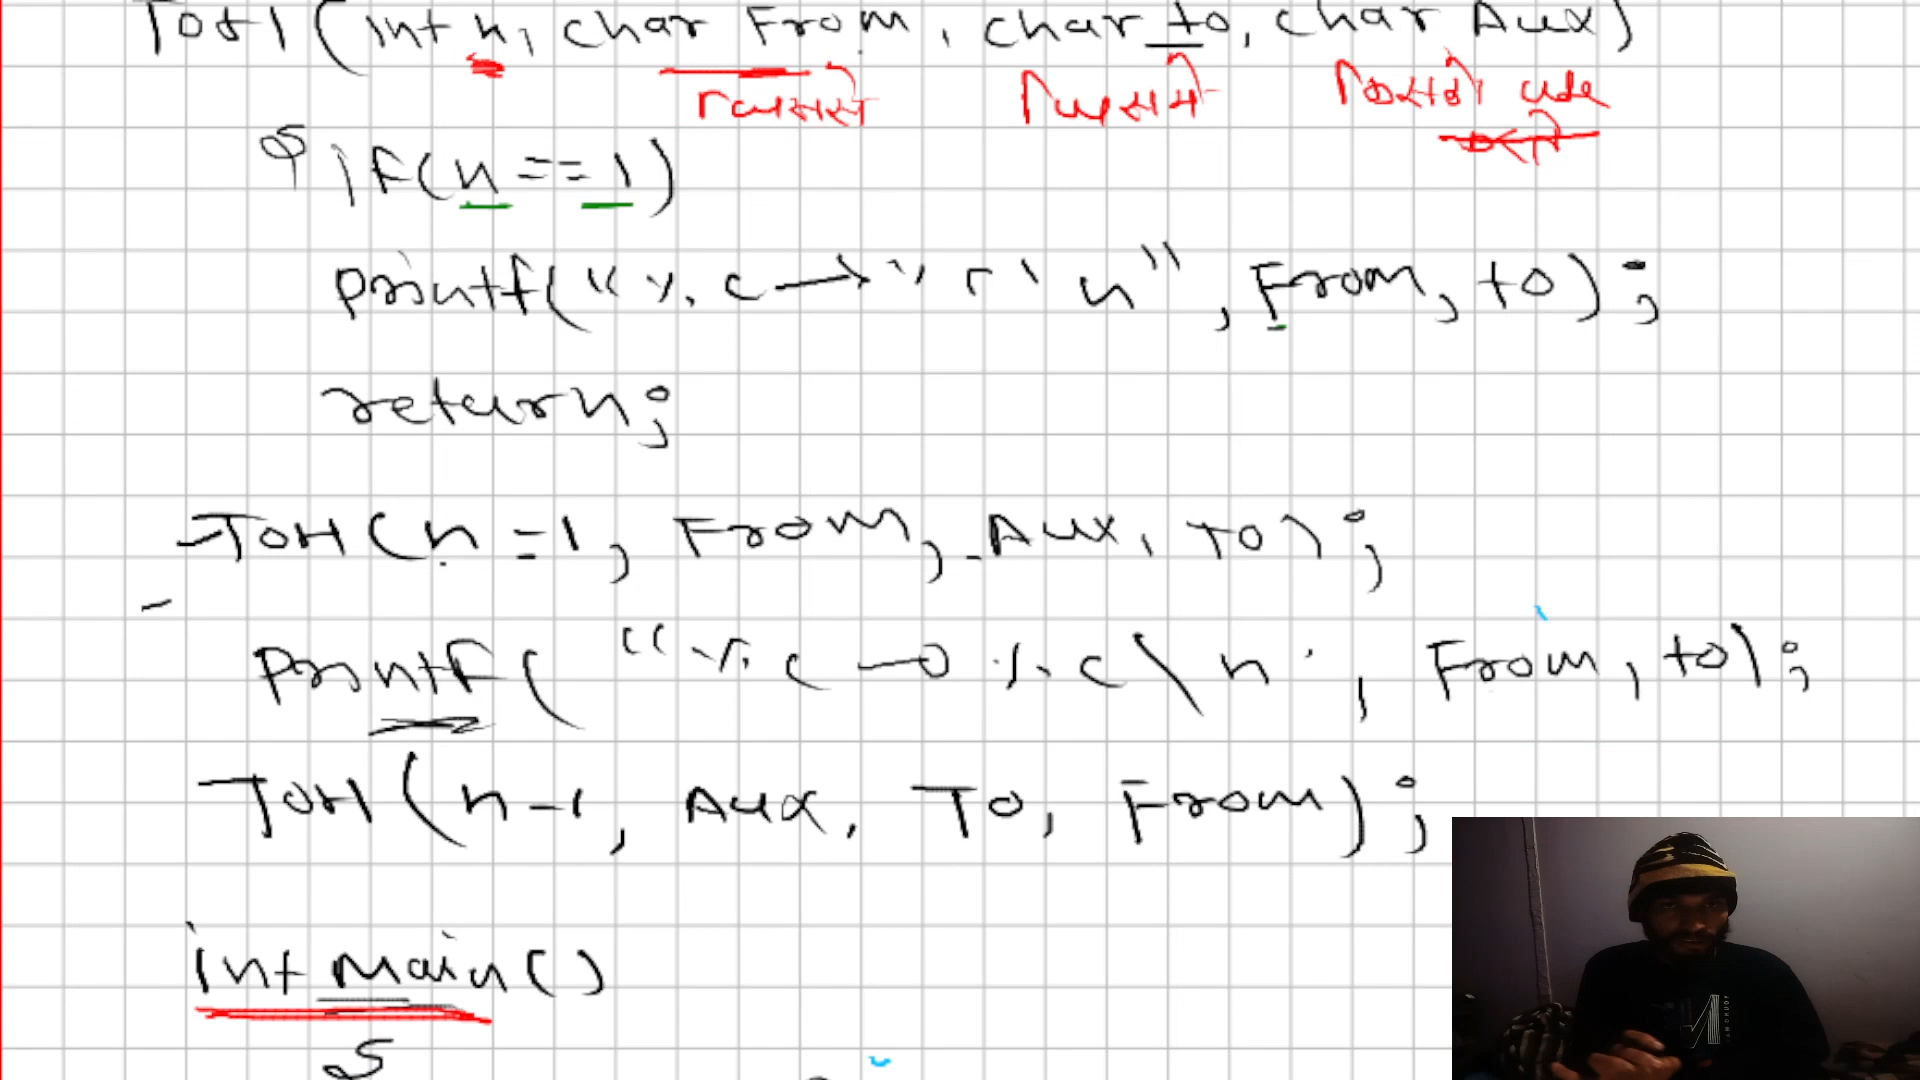 TOH (int n, char From, char to, char Aux)
if(n == 1)
printf("%c → % c \ n", From, to);
return;
TOH (n = 1, From, Aux, To);
printf("%c → %c \ n", From, to);
TOH (n-1, Aux, To, From);
int Main()